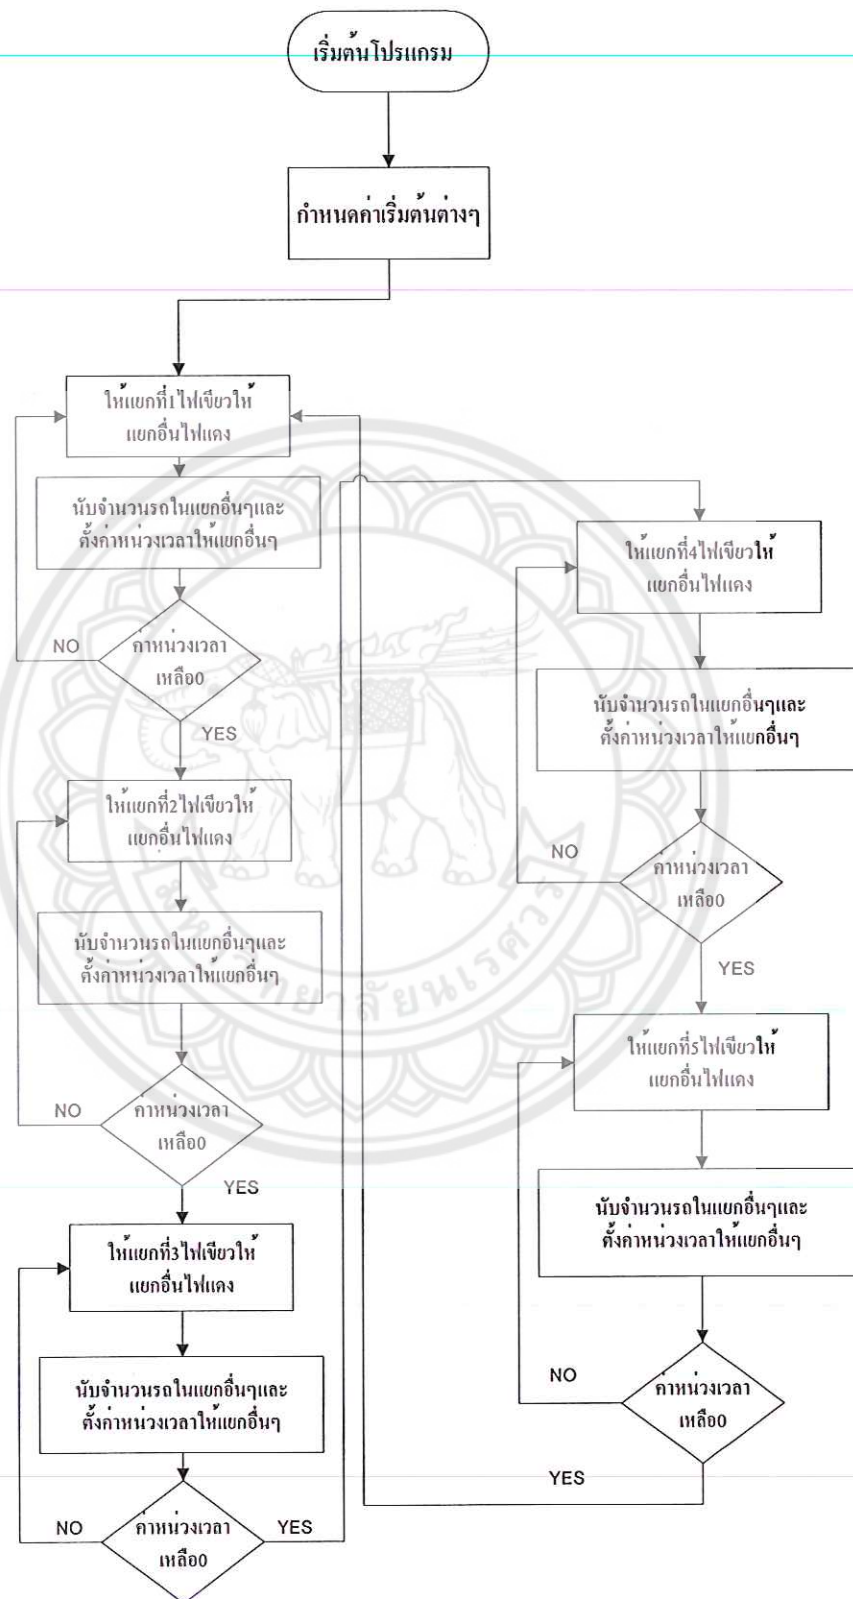 เริ่มต้นโปรแกรม
กำหนดค่าเริ่มต้นต่างๆ
ให้แยกที่1ไฟเขียวให้
แยกอื่นไฟแดง
นับจำนวนรถในแยกอื่นๆและ
ตั้งค่าหน่วงเวลาให้แยกอื่นๆ
NO
ค่าหน่วงเวลา
เหลือ0
YES
ให้แยกที่2ไฟเขียวให้
แยกอื่นไฟแดง
นับจำนวนรถในแยกอื่นๆและ
ตั้งค่าหน่วงเวลาให้แยกอื่นๆ
NO
ค่าหน่วงเวลา
เหลือ0
YES
ให้แยกที่3ไฟเขียวให้
แยกอื่นไฟแดง
นับจำนวนรถในแยกอื่นๆและ
ตั้งค่าหน่วงเวลาให้แยกอื่นๆ
NO
ค่าหน่วงเวลา
เหลือ0
YES
ให้แยกที่4ไฟเขียวให้
แยกอื่นไฟแดง
นับจำนวนรถในแยกอื่นๆและ
ตั้งค่าหน่วงเวลาให้แยกอื่นๆ
NO
ค่าหน่วงเวลา
เหลือ0
YES
ให้แยกที่5ไฟเขียวให้
แยกอื่นไฟแดง
นับจำนวนรถในแยกอื่นๆและ
ตั้งค่าหน่วงเวลาให้แยกอื่นๆ
NO
ค่าหน่วงเวลา
เหลือ0
YES
มหาวิทยาลัยนเรศวร